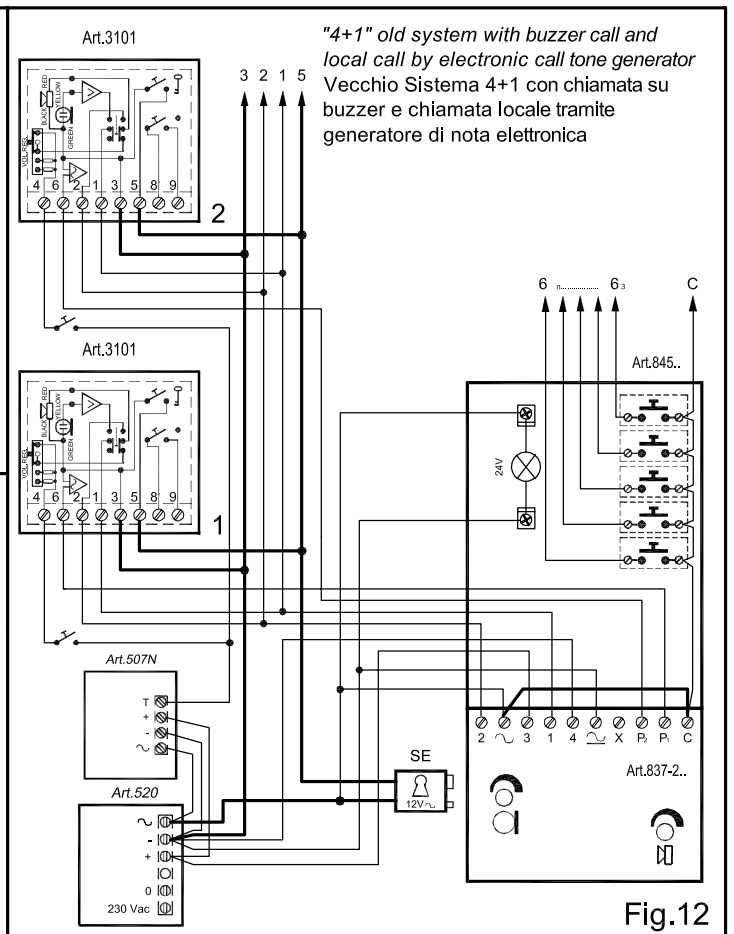 "4+1" old system with buzzer call and
local call by electronic call tone generator
Vecchio Sistema 4+1 con chiamata su
buzzer e chiamata locale tramite
generatore di nota elettronica
Art.3101
3 2 1 5
VOL.REG.
BLACK
RED
YELLOW
GREEN
4 6 2 1 3 5 8 9
2
Art.3101
VOL.REG.
BLACK
RED
YELLOW
GREEN
4 6 2 1 3 5 8 9
1
6 n............... 6 3 C
Art.845..
24V
Art.507N
T
+
-
~
Art.520
~
-
+
O
0
230 Vac
SE
12V~
2 ~ 3 1 4 ~ X P2 P1 C
Art.837-2..
Fig.12